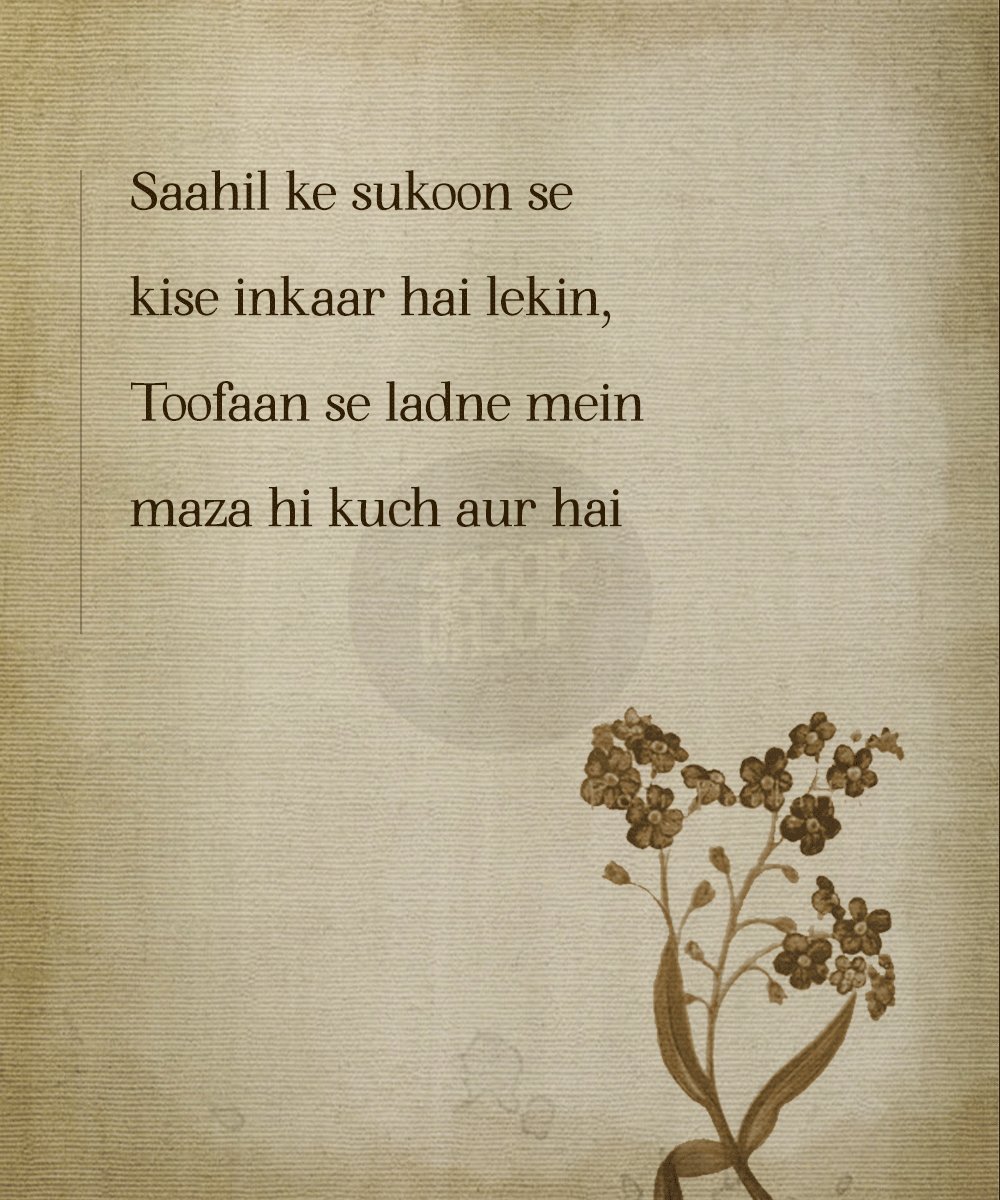 Saahil ke sukoon se
kise inkaar hai lekin,
Toofaan se ladne mein
maza hi kuch aur hai